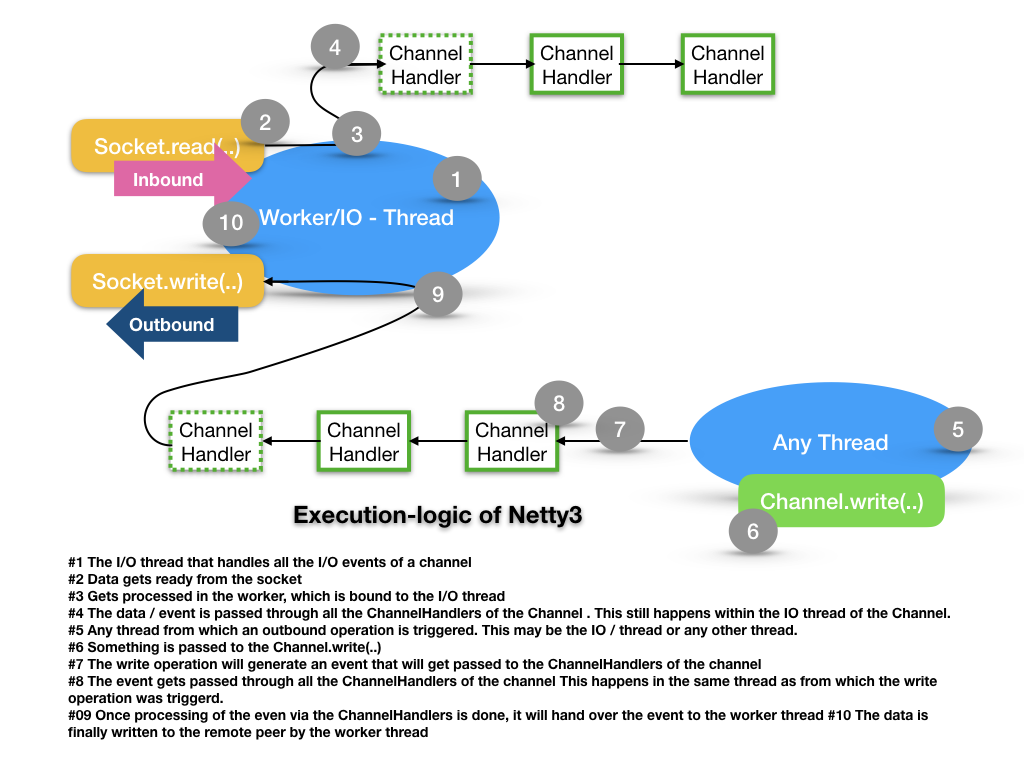 4
Channel
Handler
Channel
Handler
Channel
Handler
2
3
Socket.read(..)
Inbound
1
10
Worker/IO - Thread
Socket.write(..)
9
Outbound
8
7
5
Channel
Handler
Channel
Handler
Channel
Handler
Any Thread
Channel.write(..)
6
Execution-logic of Netty3
#1 The I/O thread that handles all the I/O events of a channel
#2 Data gets ready from the socket
#3 Gets processed in the worker, which is bound to the I/O thread
#4 The data / event is passed through all the ChannelHandlers of the Channel . This still happens within the IO thread of the Channel.
#5 Any thread from which an outbound operation is triggered. This may be the IO / thread or any other thread.
#6 Something is passed to the Channel.write(..)
#7 The write operation will generate an event that will get passed to the ChannelHandlers of the channel
#8 The event gets passed through all the ChannelHandlers of the channel This happens in the same thread as from which the write
operation was triggerd.
#09 Once processing of the even via the ChannelHandlers is done, it will hand over the event to the worker thread #10 The data is
finally written to the remote peer by the worker thread